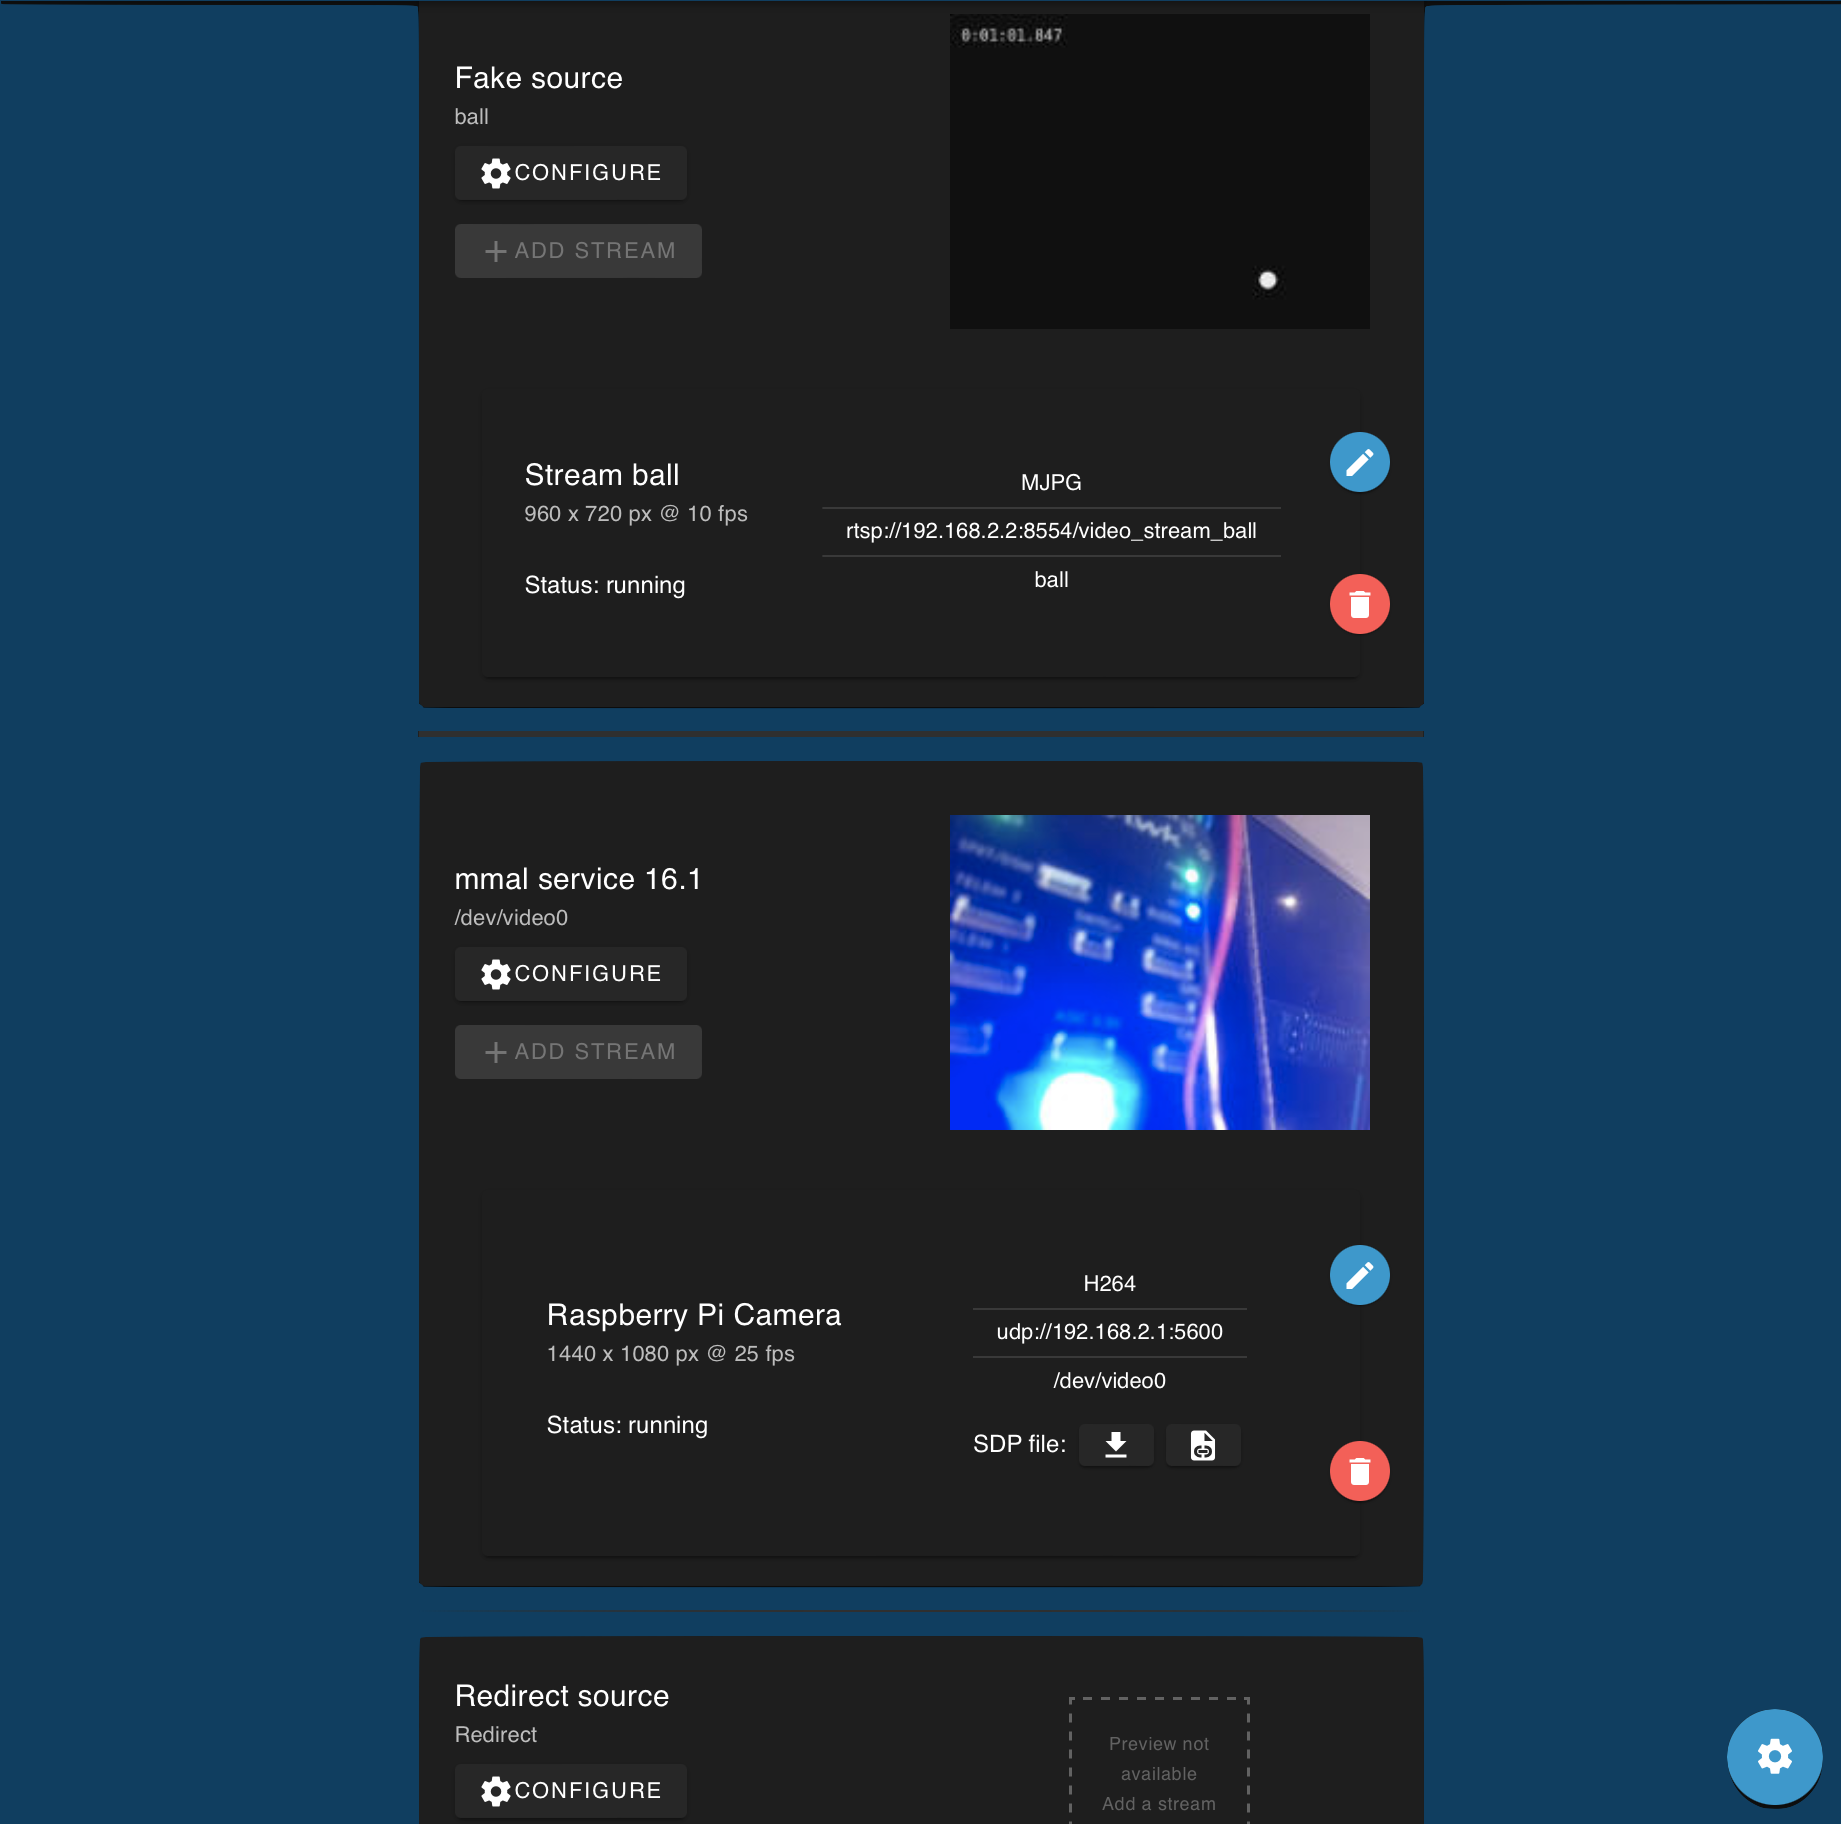 0:01:01.847
Fake source
ball
CONFIGURE
ADD STREAM
Stream ball
960 x 720 px @ 10 fps
Status: running
MJPG
rtsp://192.168.2.2:8554/video_stream_ball
ball
mmal service 16.1
/dev/video0
CONFIGURE
ADD STREAM
Raspberry Pi Camera
1440 x 1080 px @ 25 fps
Status: running
H264
udp://192.168.2.1:5600
/dev/video0
SDP file:
Redirect source
Redirect
CONFIGURE
Preview not
available
Add a stream